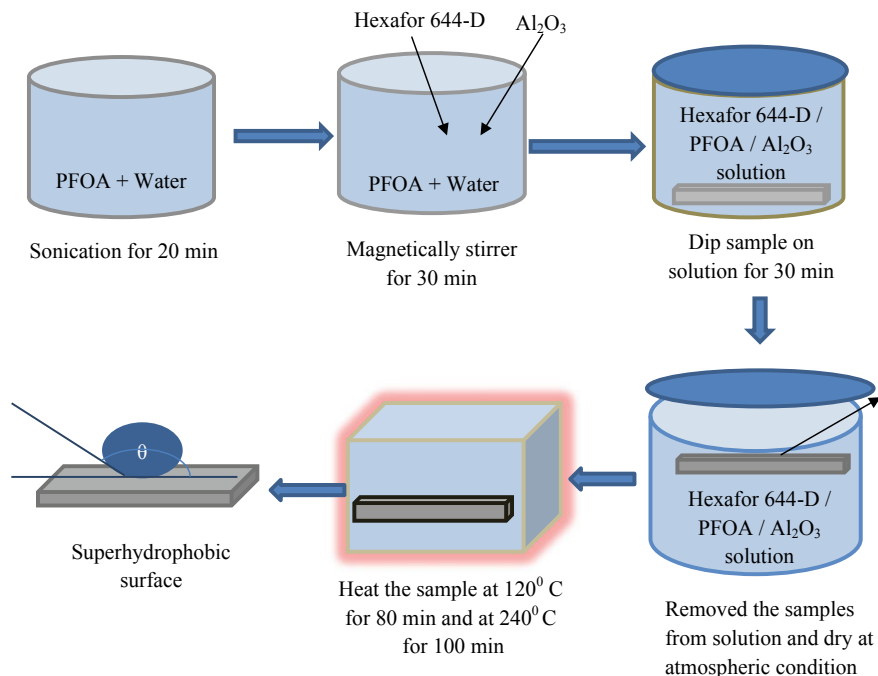 Hexafor 644-D
Al₂O₃
PFOA + Water
Sonication for 20 min
PFOA + Water
Magnetically stirrer
for 30 min
Hexafor 644-D /
PFOA / Al₂O₃
solution
Dip sample on
solution for 30 min
Hexafor 644-D /
PFOA / Al₂O₃
solution
Removed the samples
from solution and dry at
atmospheric condition
Heat the sample at 120⁰ C
for 80 min and at 240⁰ C
for 100 min
θ
Superhydrophobic
surface